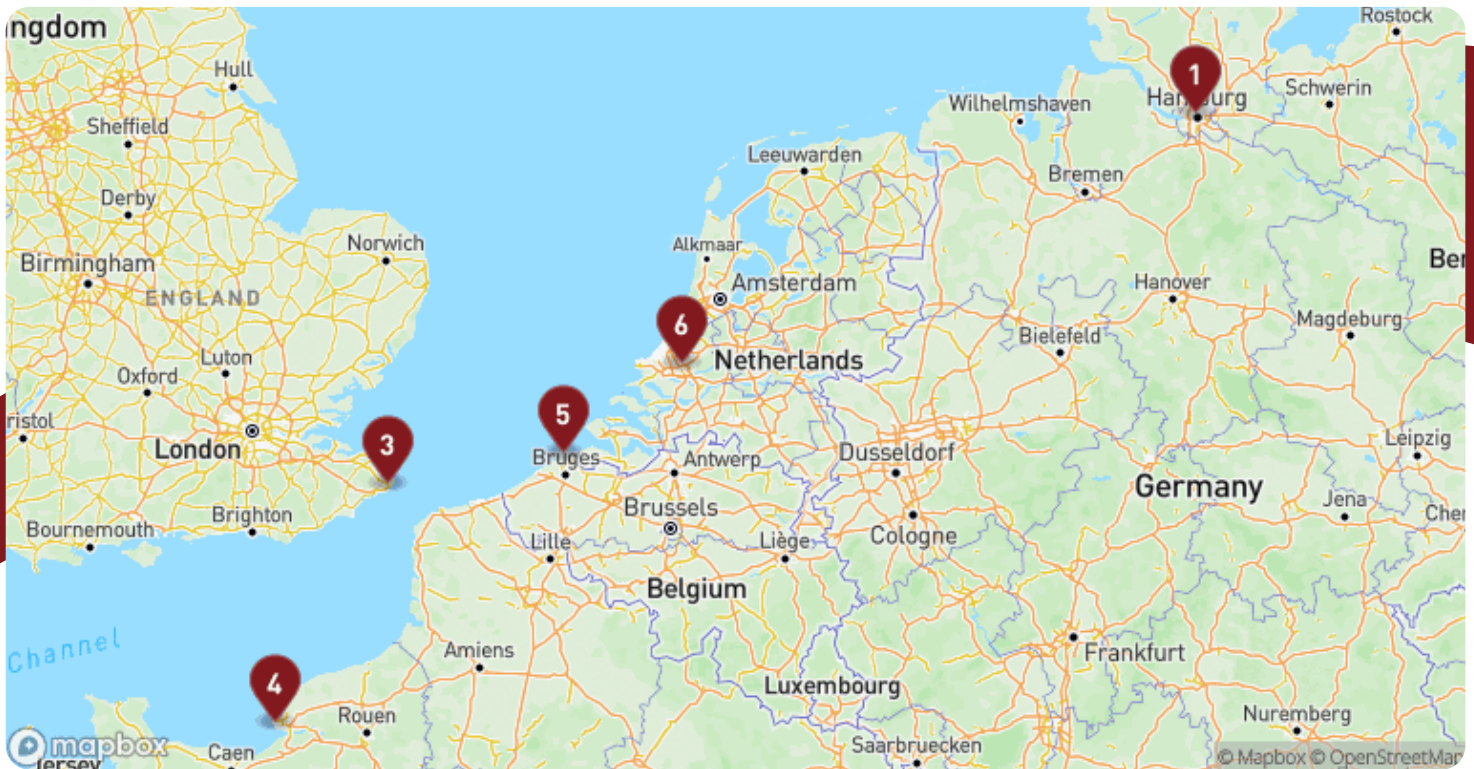 ngdom
Rostock
Hull
1
Hamburg
Schwerin
Wilhelmshaven
Sheffield
Leeuwarden
Bremen
Derby
Norwich
Alkmaar
Birmingham
Amsterdam
Ber
ENGLAND
Hanover
6
Magdeburg
Bielefeld
Luton
Netherlands
Oxford
5
ristol
3
Leipzig
London
Bruges
Antwerp
Dusseldorf
Germany
Brussels
Jena
Brighton
Cher
Bournemouth
Lille
Liège
Cologne
Belgium
Channel
Amiens
Frankfurt
4
Luxembourg
Rouen
Nuremberg
mapbox
Caen
Saarbruecken
Jersey
© Mapbox © OpenStreetMap